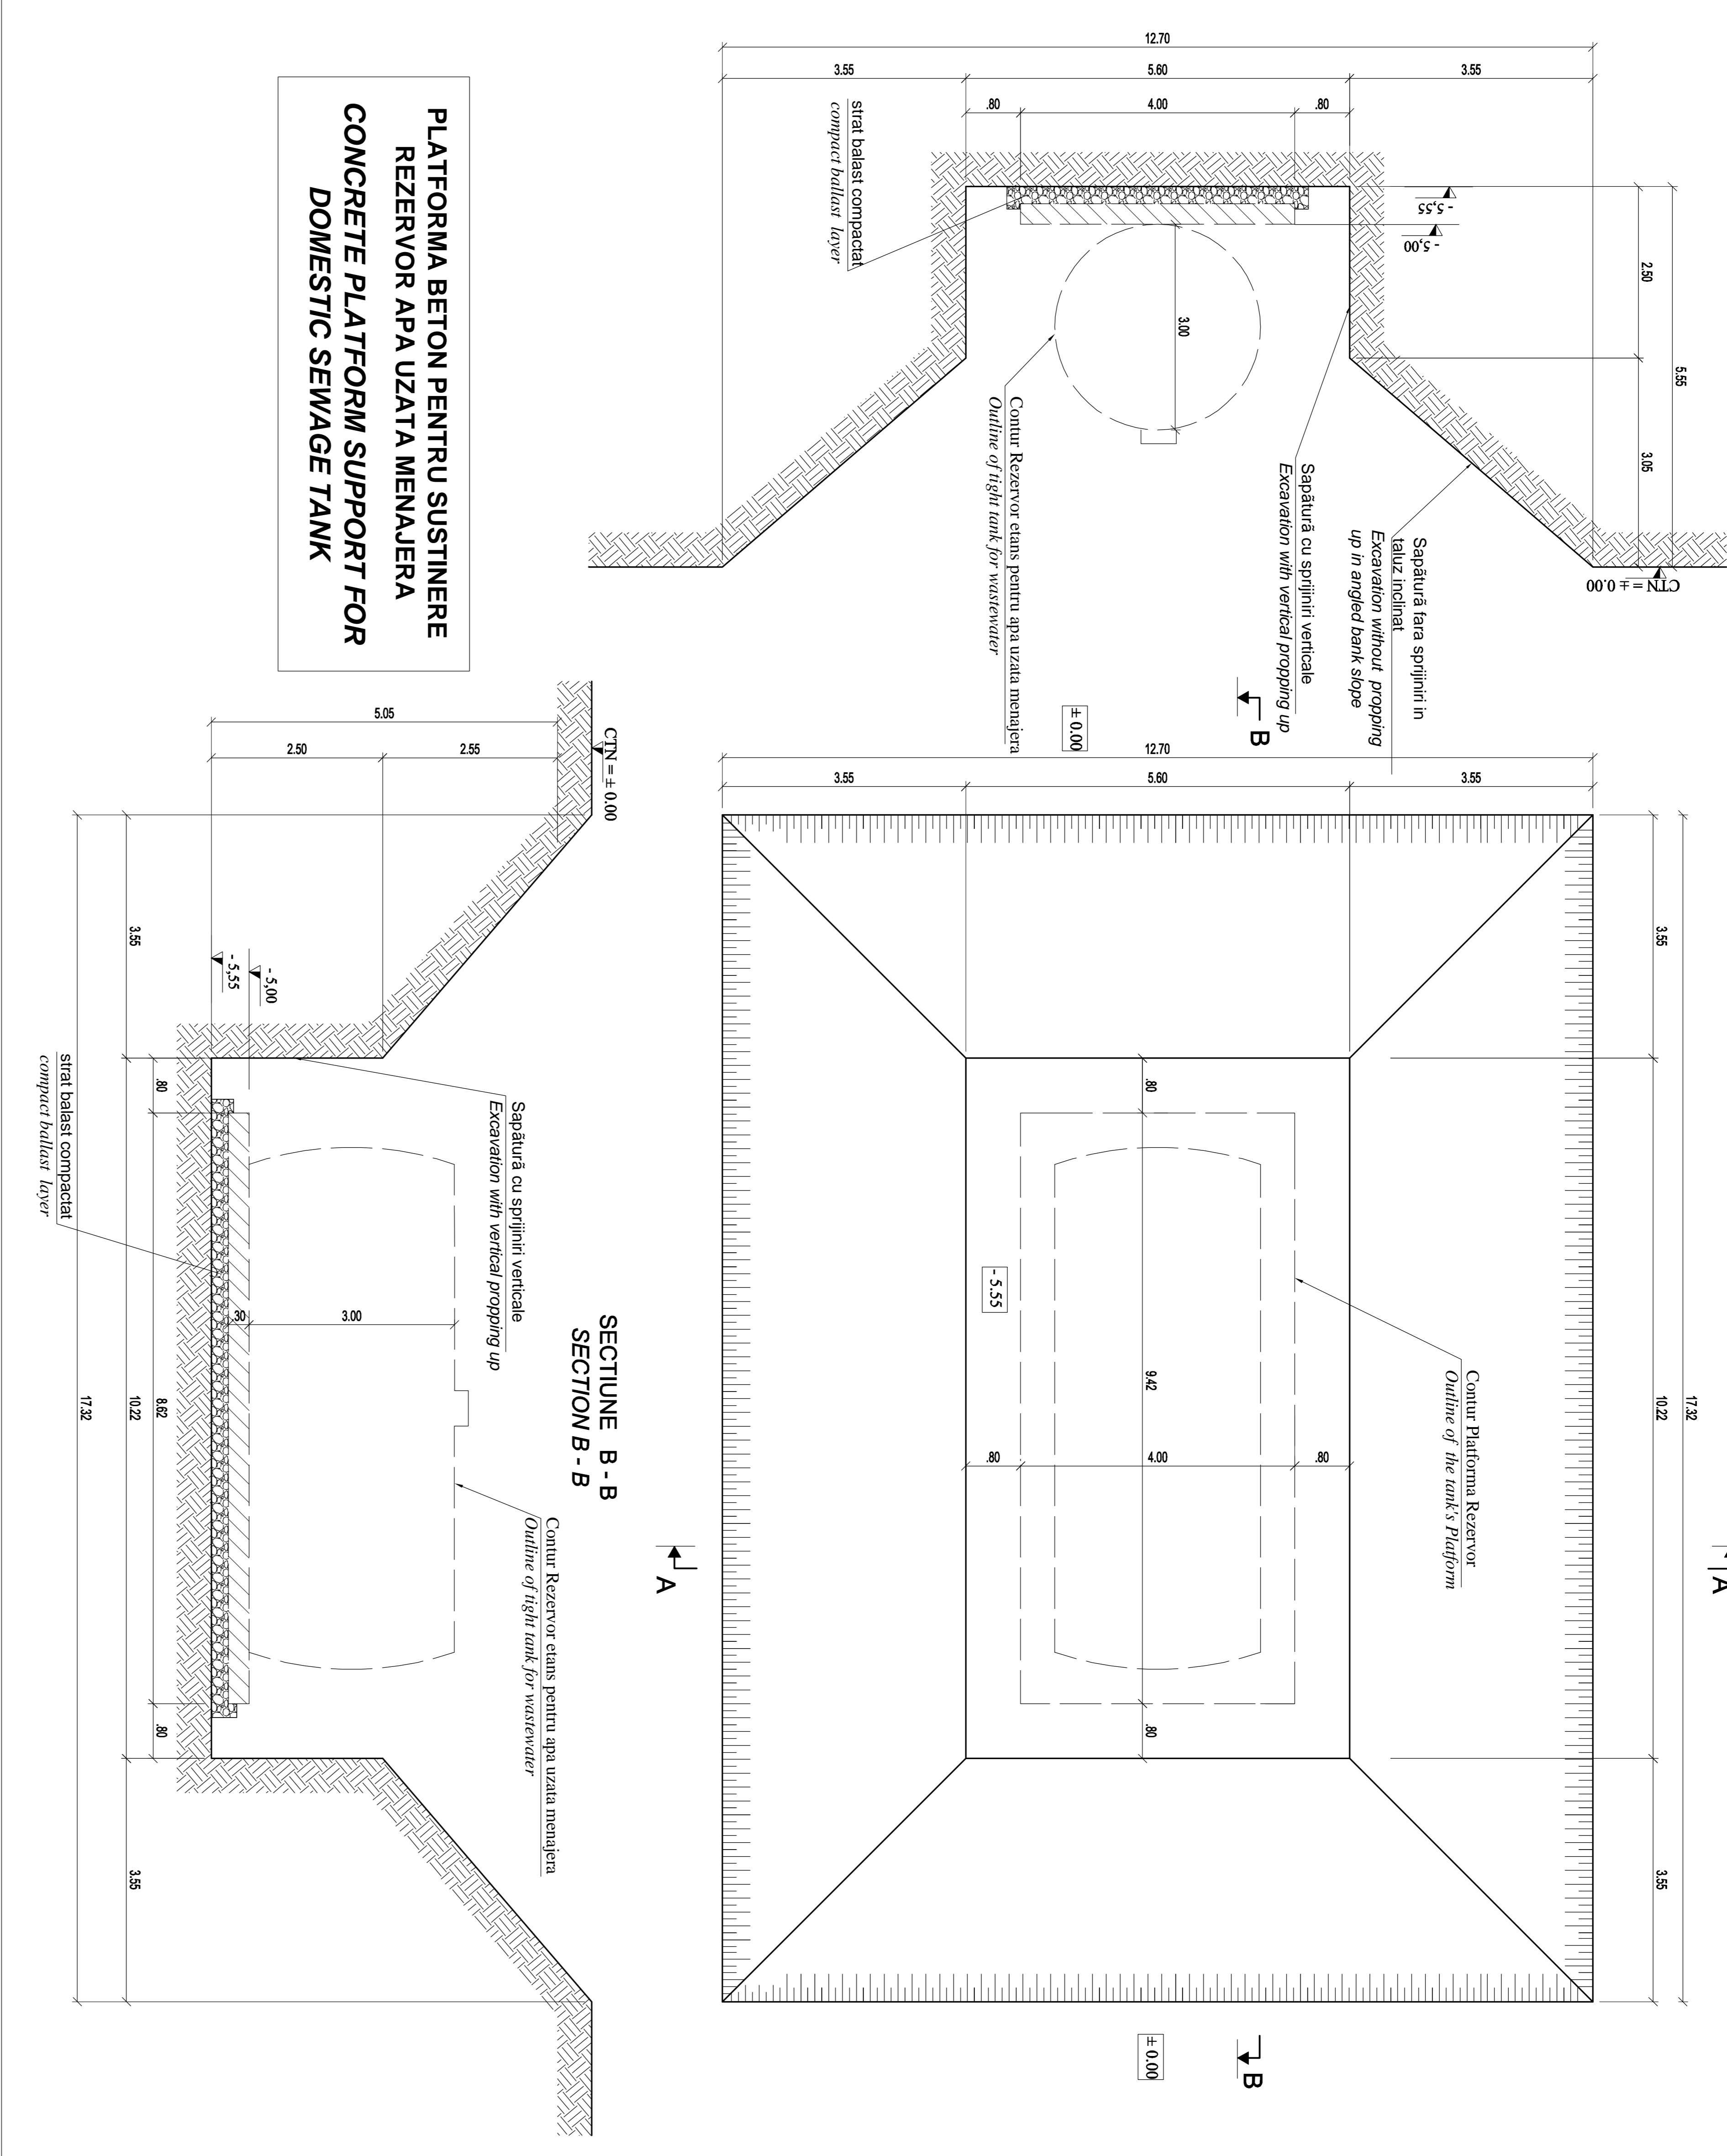 12.70
3.55
5.60
3.55
.80
4.00
.80
strat balast compactat
compact ballast layer
- 5,55
- 5,00
2.50
3.05
5.55
3.00
CTN = ± 0.00
Sapătură fara sprijiniri in
taluz inclinat
Excavation without propping
up in angled bank slope
Sapătură cu sprijiniri verticale
Excavation with vertical propping up
Contur Rezervor etans pentru apa uzata menajera
Outline of tight tank for wastewater
PLATFORMA BETON PENTRU SUSTINERE
REZERVOR APA UZATA MENAJERA
CONCRETE PLATFORM SUPPORT FOR
DOMESTIC SEWAGE TANK
B
± 0.00
12.70
3.55
5.60
3.55
17.32
3.55
10.22
3.55
.80
9.42
.80
.80
4.00
.80
- 5.55
Contur Platforma Rezervor
Outline of the tank's Platform
A
A
B
± 0.00
SECTIUNE B - B
SECTION B - B
CTN = ± 0.00
5.05
2.50
2.55
- 5,00
- 5,55
Sapătură cu sprijiniri verticale
Excavation with vertical propping up
.30
3.00
Contur Rezervor etans pentru apa uzata menajera
Outline of tight tank for wastewater
strat balast compactat
compact ballast layer
.80
8.62
.80
3.55
10.22
3.55
17.32